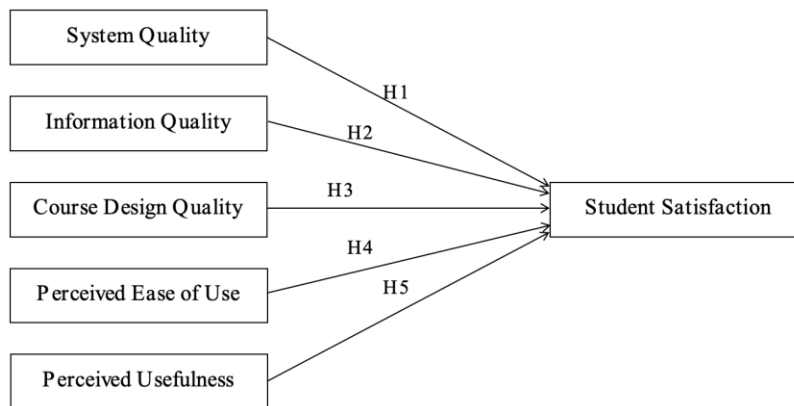 System Quality
H1
Information Quality
H2
Course Design Quality
H3
Student Satisfaction
H4
Perceived Ease of Use
H5
Perceived Usefulness